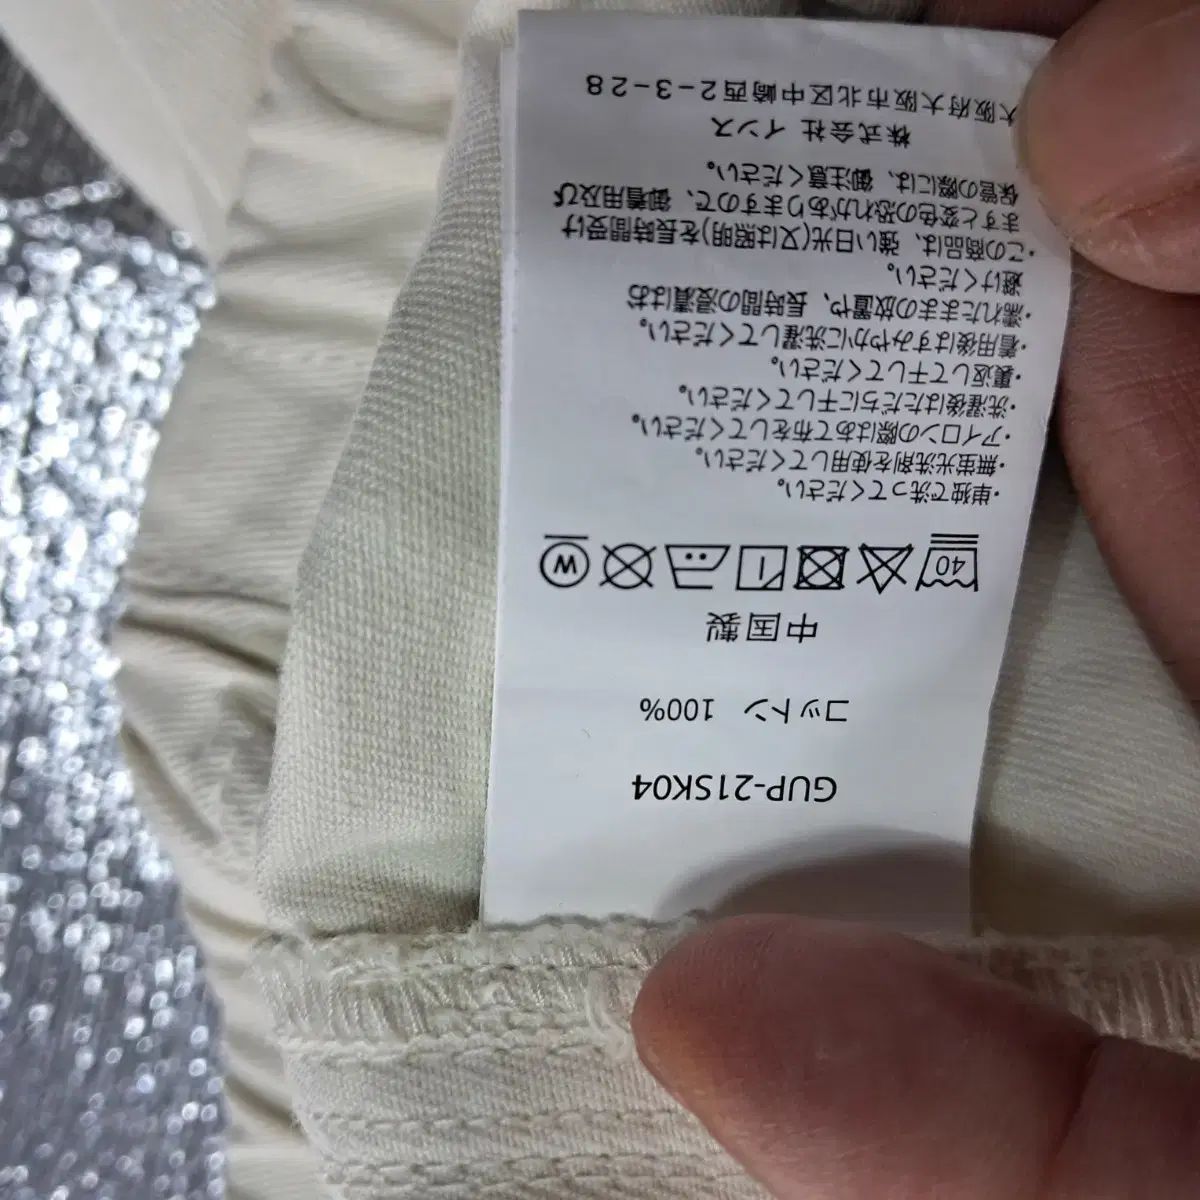 GUP-21SK04
コットン 100%
中国製
40
W
・単独で洗ってください。
・無蛍光洗剤を使用してください。
・アイロンの際はあて布をしてください。
・洗濯後はただちに干してください。
・裏返して干してください。
・着用後はすみやかに洗濯してください。
・濡れたままの放置や、長時間の浸漬はお
避けください。
・この商品は、強い日光(又は照明)を長時間受け
ますと変色の恐れがありますので、御着用及び
保管の際には、御注意ください。
株式会社 インス
大阪府大阪市北区中崎西2-3-28